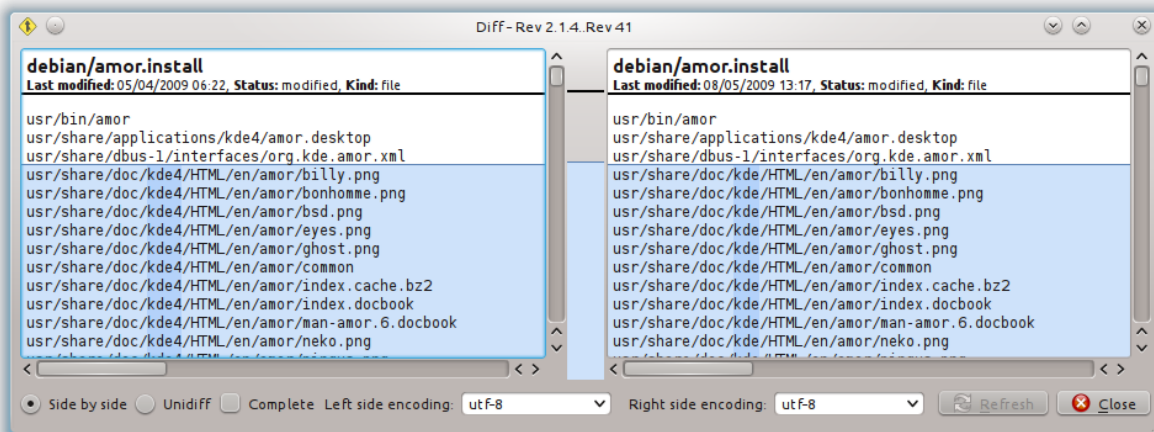 Diff - Rev 2.1.4..Rev 41
debian/amor.install
Last modified: 05/04/2009 06:22, Status: modified, Kind: file
usr/bin/amor
usr/share/applications/kde4/amor.desktop
usr/share/dbus-1/interfaces/org.kde.amor.xml
usr/share/doc/kde4/HTML/en/amor/billy.png
usr/share/doc/kde4/HTML/en/amor/bonhomme.png
usr/share/doc/kde4/HTML/en/amor/bsd.png
usr/share/doc/kde4/HTML/en/amor/eyes.png
usr/share/doc/kde4/HTML/en/amor/ghost.png
usr/share/doc/kde4/HTML/en/amor/common
usr/share/doc/kde4/HTML/en/amor/index.cache.bz2
usr/share/doc/kde4/HTML/en/amor/index.docbook
usr/share/doc/kde4/HTML/en/amor/man-amor.6.docbook
usr/share/doc/kde4/HTML/en/amor/neko.png
debian/amor.install
Last modified: 08/05/2009 13:17, Status: modified, Kind: file
usr/bin/amor
usr/share/applications/kde4/amor.desktop
usr/share/dbus-1/interfaces/org.kde.amor.xml
usr/share/doc/kde/HTML/en/amor/billy.png
usr/share/doc/kde/HTML/en/amor/bonhomme.png
usr/share/doc/kde/HTML/en/amor/bsd.png
usr/share/doc/kde/HTML/en/amor/eyes.png
usr/share/doc/kde/HTML/en/amor/ghost.png
usr/share/doc/kde/HTML/en/amor/common
usr/share/doc/kde/HTML/en/amor/index.cache.bz2
usr/share/doc/kde/HTML/en/amor/index.docbook
usr/share/doc/kde/HTML/en/amor/man-amor.6.docbook
usr/share/doc/kde/HTML/en/amor/neko.png
Side by side Unidiff Complete Left side encoding: utf-8 Right side encoding: utf-8 Refresh Close